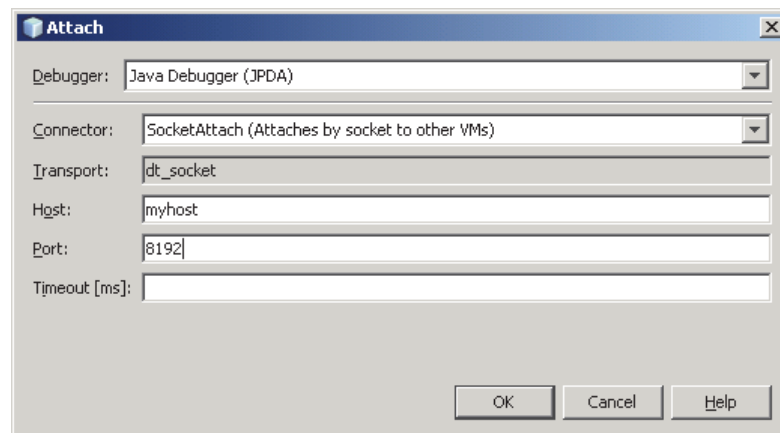 Attach
Debugger: Java Debugger (JPDA)
Connector: SocketAttach (Attaches by socket to other VMs)
Transport: dt_socket
Host: myhost
Port: 8192
Timeout [ms]:
OK Cancel Help